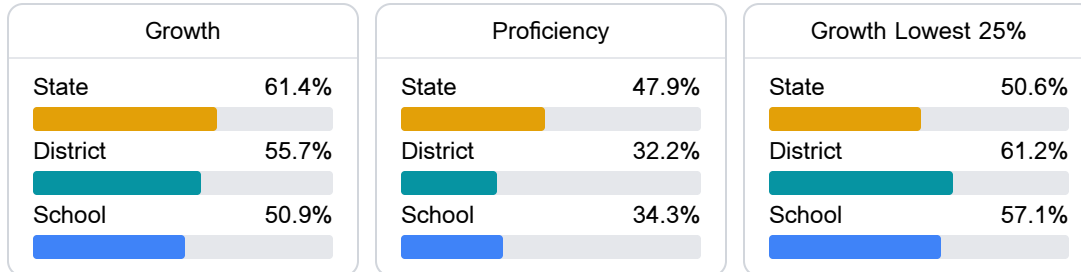 Growth
State 61.4%
District 55.7%
School 50.9%
Proficiency
State 47.9%
District 32.2%
School 34.3%
Growth Lowest 25%
State 50.6%
District 61.2%
School 57.1%